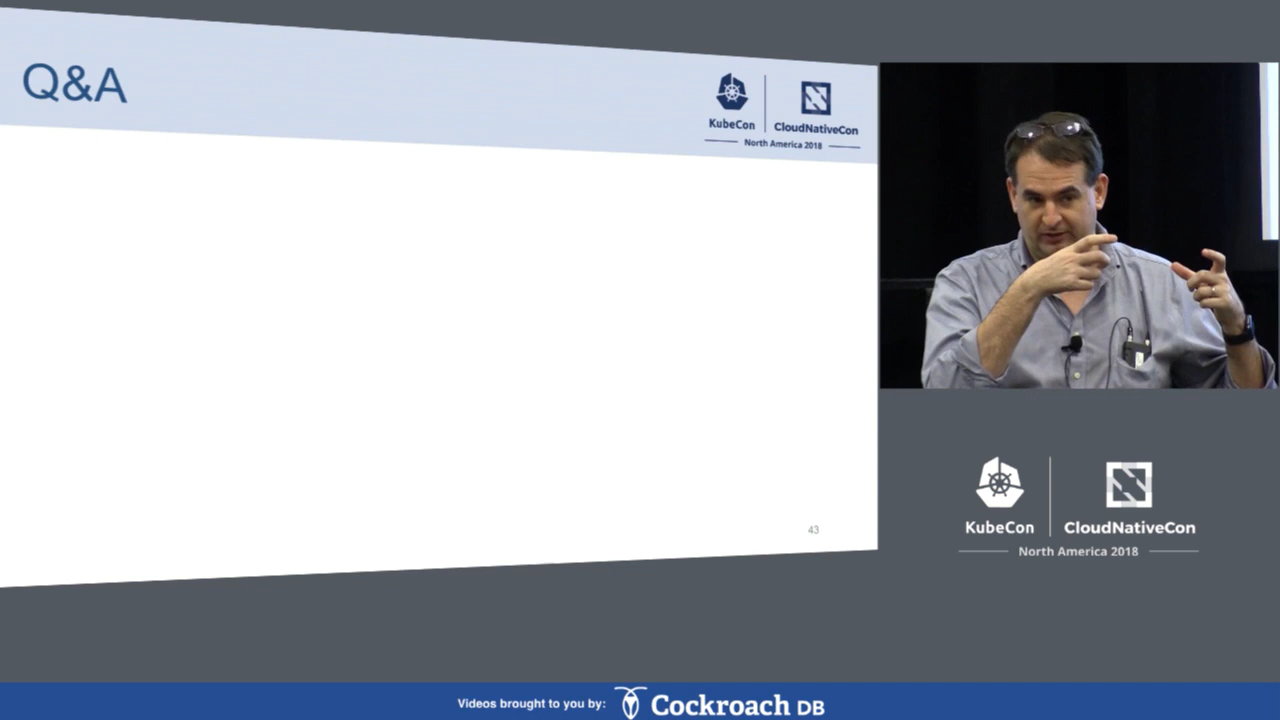 Q&A
KubeCon
CloudNativeCon
North America 2018
43
KubeCon
CloudNativeCon
North America 2018
Videos brought to you by: Cockroach DB